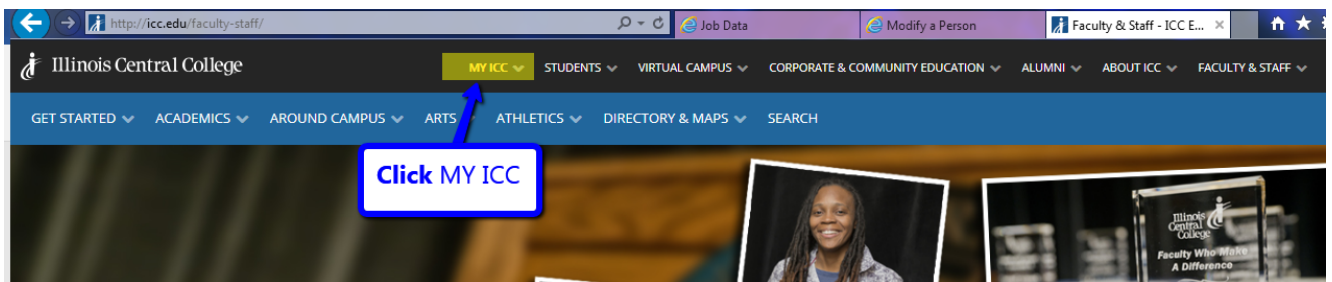 http://icc.edu/faculty-staff/ Job Data Modify a Person Faculty & Staff - ICC E...
Illinois Central College MY ICC STUDENTS VIRTUAL CAMPUS CORPORATE & COMMUNITY EDUCATION ALUMNI ABOUT ICC FACULTY & STAFF
GET STARTED ACADEMICS AROUND CAMPUS ARTS ATHLETICS DIRECTORY & MAPS SEARCH
Click MY ICC
Illinois
Central
College
Faculty Who Make
A Difference